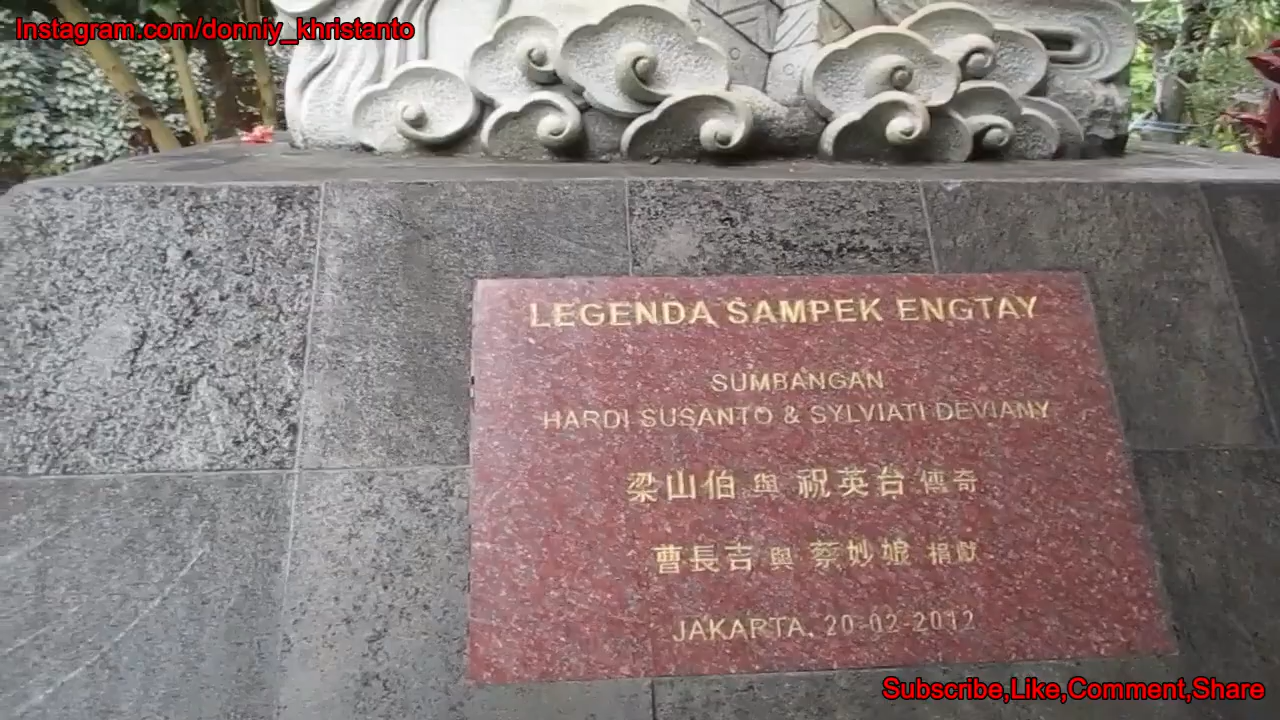 Instagram.com/donniy_khristanto
LEGENDA SAMPEK ENGTAY
SUMBANGAN
HARDI SUSANTO & SYLVIATI DEVIANY
梁山伯 與 祝英台 傳奇
曹長吉 與 蔡妙娘 捐獻
JAKARTA, 20-02-2012
Subscribe,Like,Comment,Share